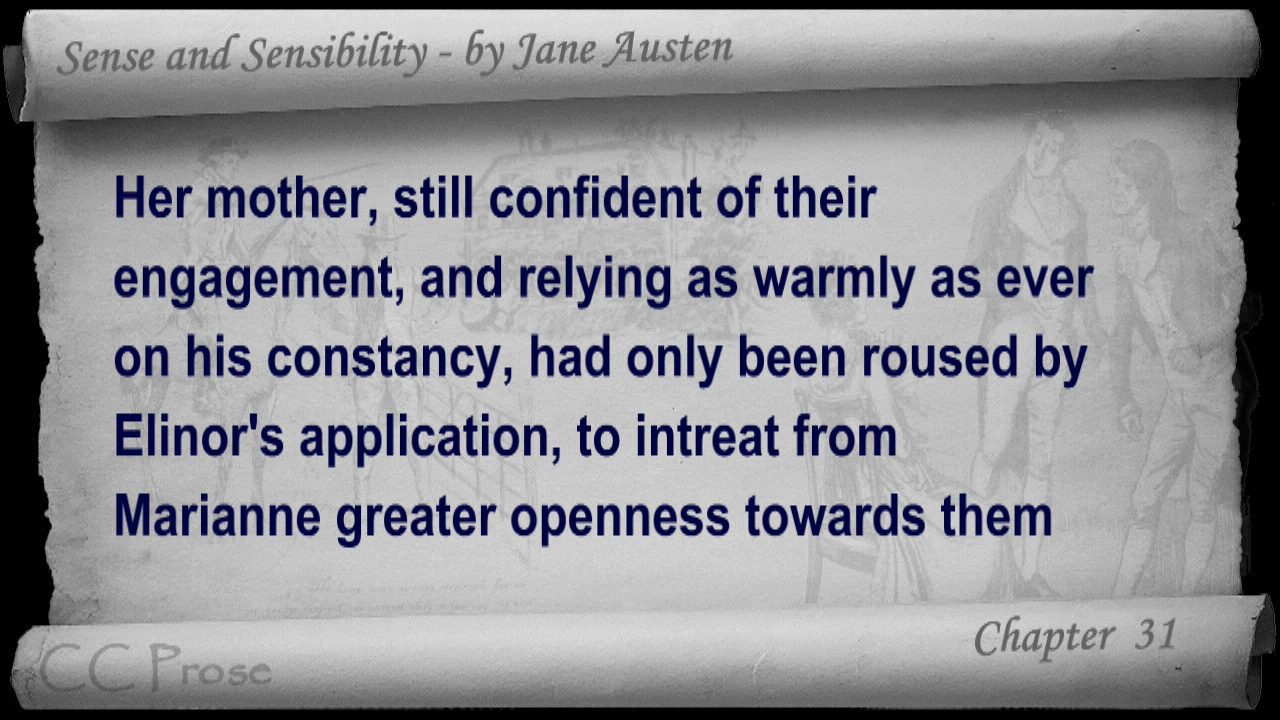 Sense and Sensibility - by Jane Austen
Her mother, still confident of their
engagement, and relying as warmly as ever
on his constancy, had only been roused by
Elinor's application, to intreat from
Marianne greater openness towards them
Chapter 31
CC Prose